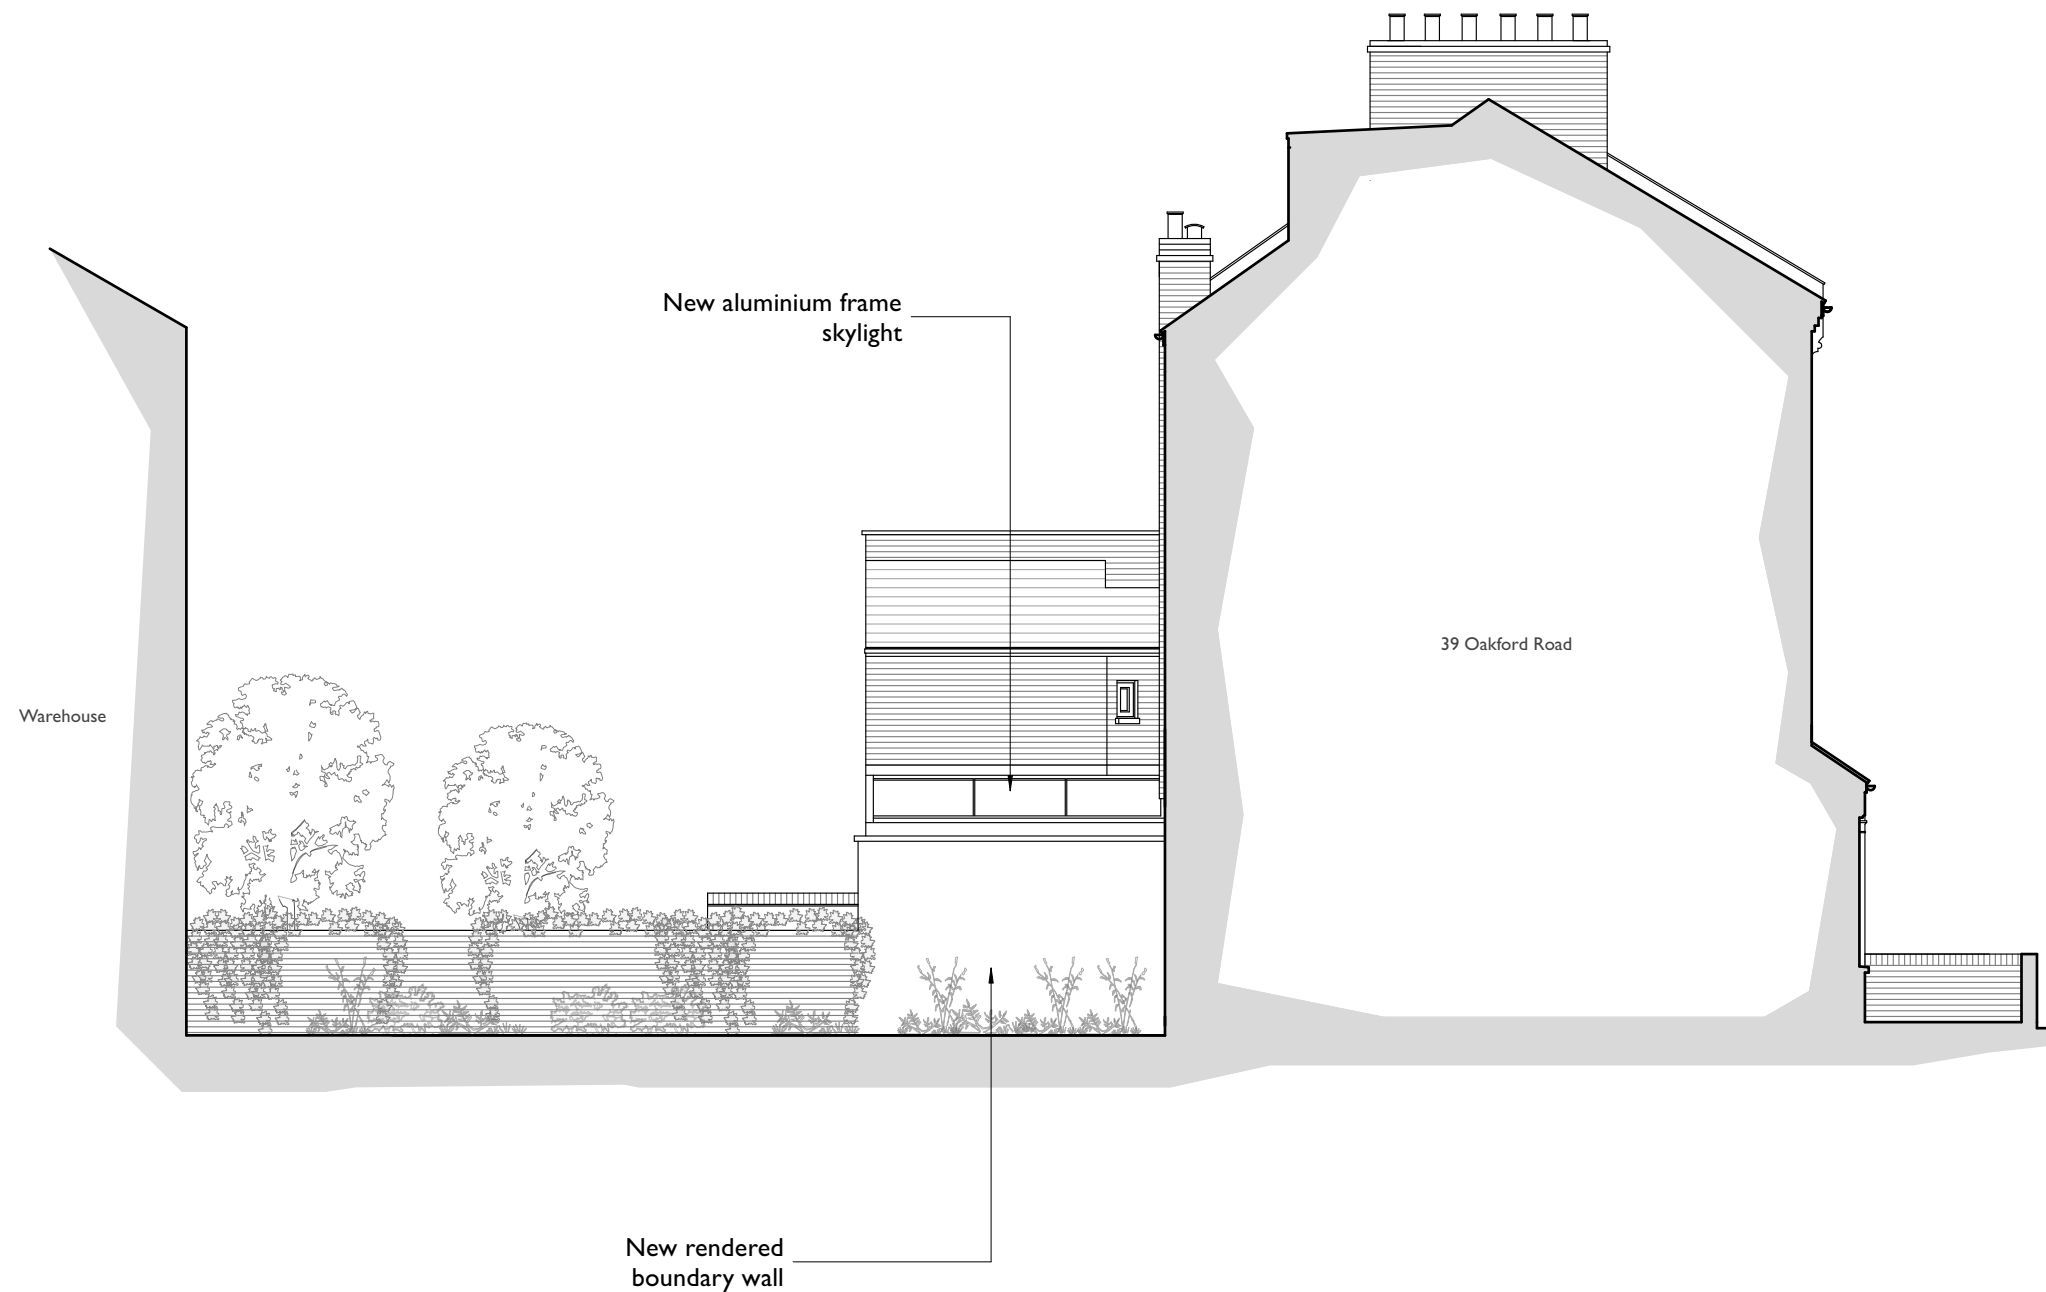 New aluminium frame
skylight
39 Oakford Road
Warehouse
New rendered
boundary wall